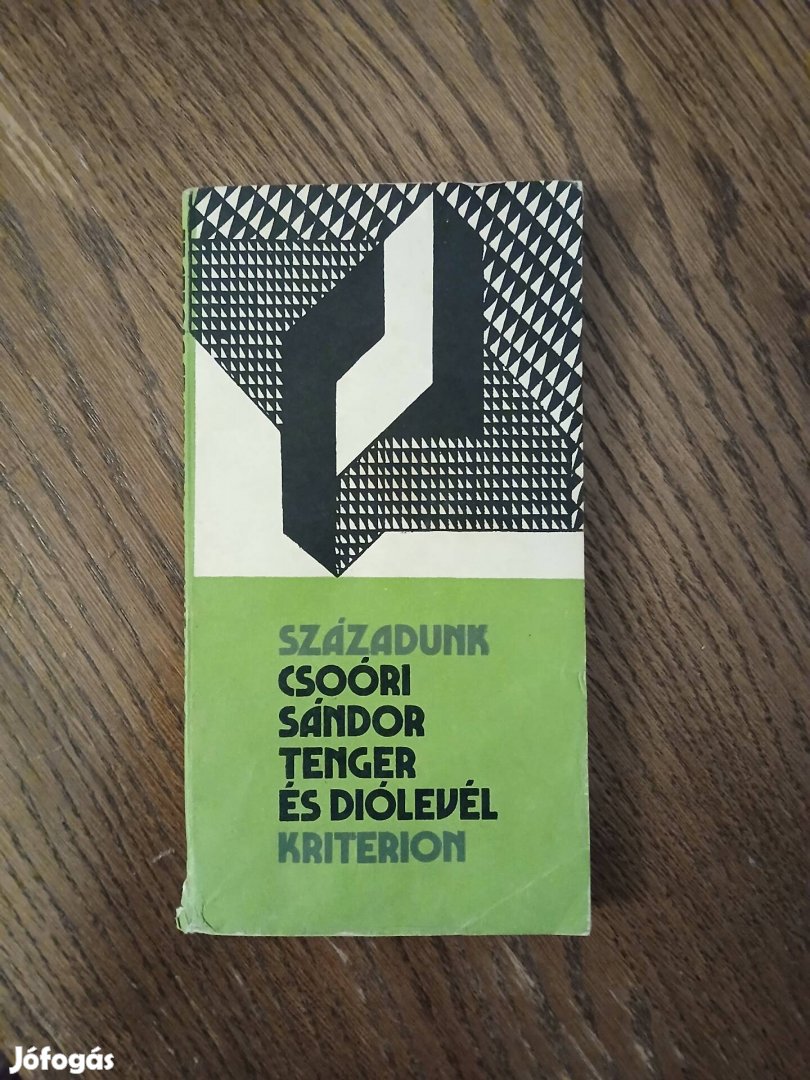 SZÁZADUNK
CSOÓRI
SÁNDOR
TENGER
ÉS DIÓLEVÉL
KRITERION
Jófogás